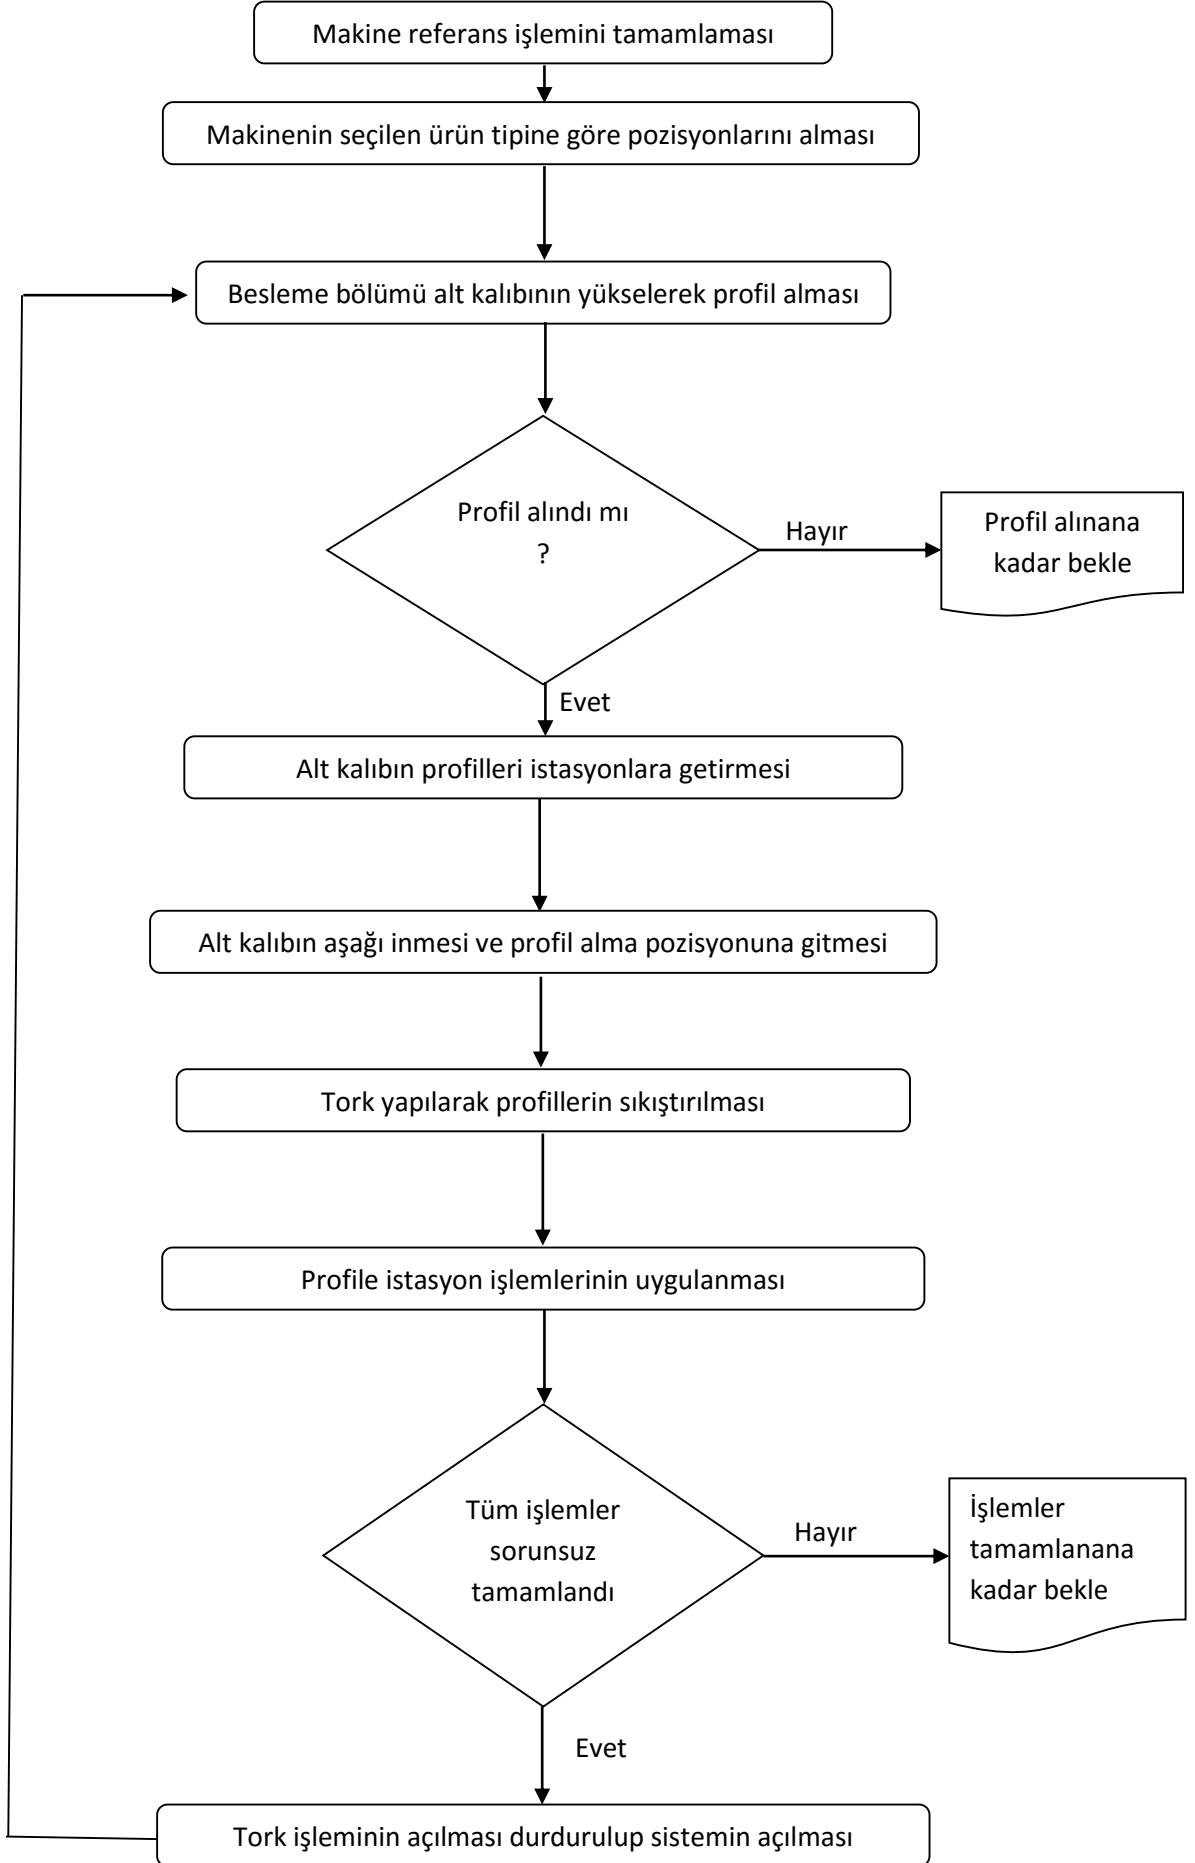 Makine referans işlemini tamamlaması
Makinenin seçilen ürün tipine göre pozisyonlarını alması
Besleme bölümü alt kalıbının yükselerek profil alması
Profil alındı mı
?
Hayır
Profil alınana
kadar bekle
Evet
Alt kalıbın profilleri istasyonlara getirmesi
Alt kalıbın aşağı inmesi ve profil alma pozisyonuna gitmesi
Tork yapılarak profillerin sıkıştırılması
Profile istasyon işlemlerinin uygulanması
Tüm işlemler
sorunsuz
tamamlandı
Hayır
İşlemler
tamamlanana
kadar bekle
Evet
Tork işleminin açılması durdurulup sistemin açılması